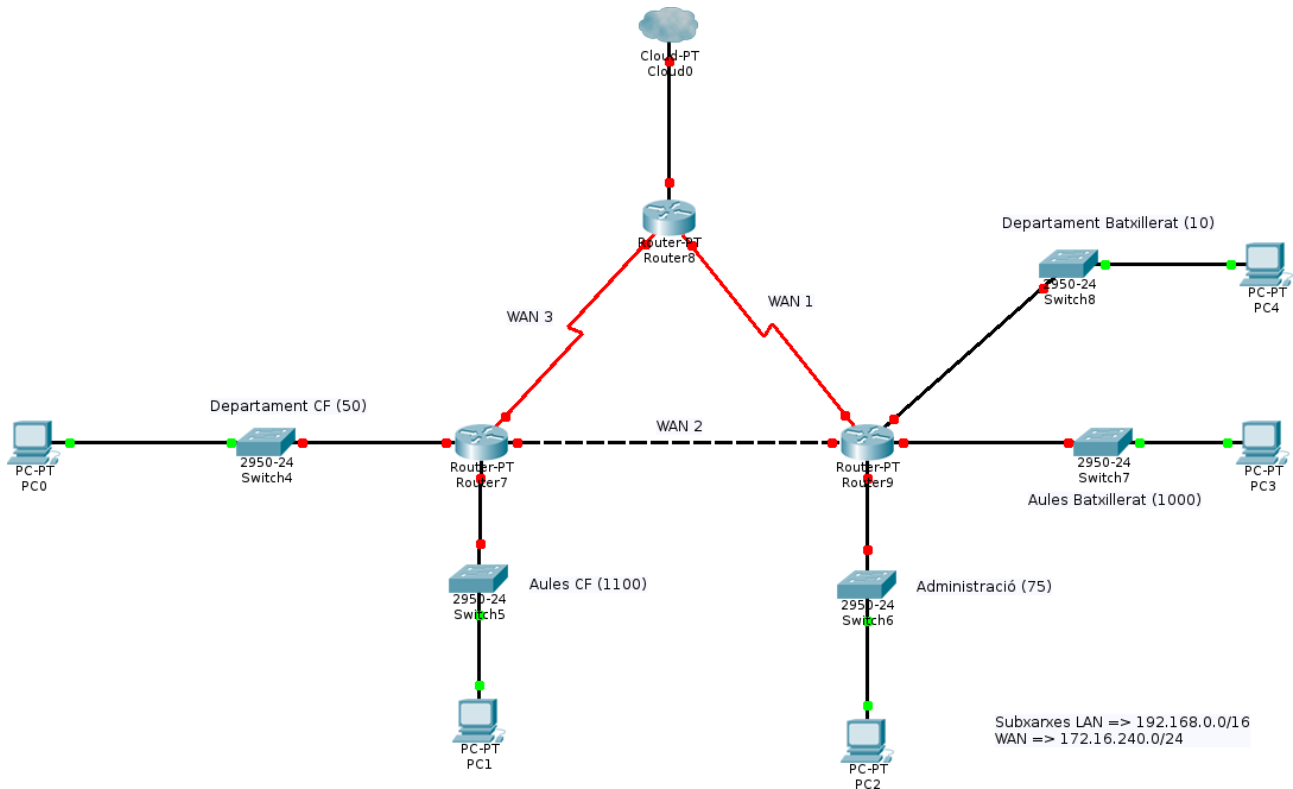 Cloud-PT
Cloud0
Router-PT
Router8
Departament Batxillerat (10)
2950-24
Switch8
PC-PT
PC4
WAN 3
WAN 1
Departament CF (50)
WAN 2
PC-PT
PC0
2950-24
Switch4
Router-PT
Router7
Router-PT
Router9
2950-24
Switch7
PC-PT
PC3
Aules Batxillerat (1000)
2950-24
Switch5
Aules CF (1100)
2950-24
Switch6
Administració (75)
PC-PT
PC1
PC-PT
PC2
Subxarxes LAN => 192.168.0.0/16
WAN => 172.16.240.0/24